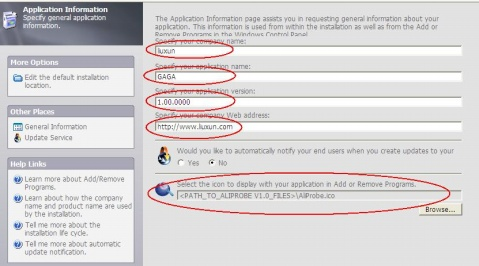 Application Information
Specify general application
information.
More Options
Edit the default installation
location.
Other Places
General Information
Update Service
Help Links
Learn more about Add/Remove
Programs.
Learn about how the company
name and product name are used
by the installation.
Tell me more about the
installation life cycle.
Tell me more about automatic
update notification.
The Application Information page assists you in requesting general information about your
application. This information is used from within the installation as well as from the Add or
Remove Programs in the Windows Control Panel.
Specify your company name:
luxun
Specify your application name:
GAGA
Specify your application version:
1.00.0000
Specify your company Web address:
http://www.luxun.com
Would you like to automatically notify your end users when you create updates to your
Yes No
Select the icon to display with your application in Add or Remove Programs.
<PATH_TO_ALIPROBE V1.0_FILES>\AliProbe.ico
Browse...